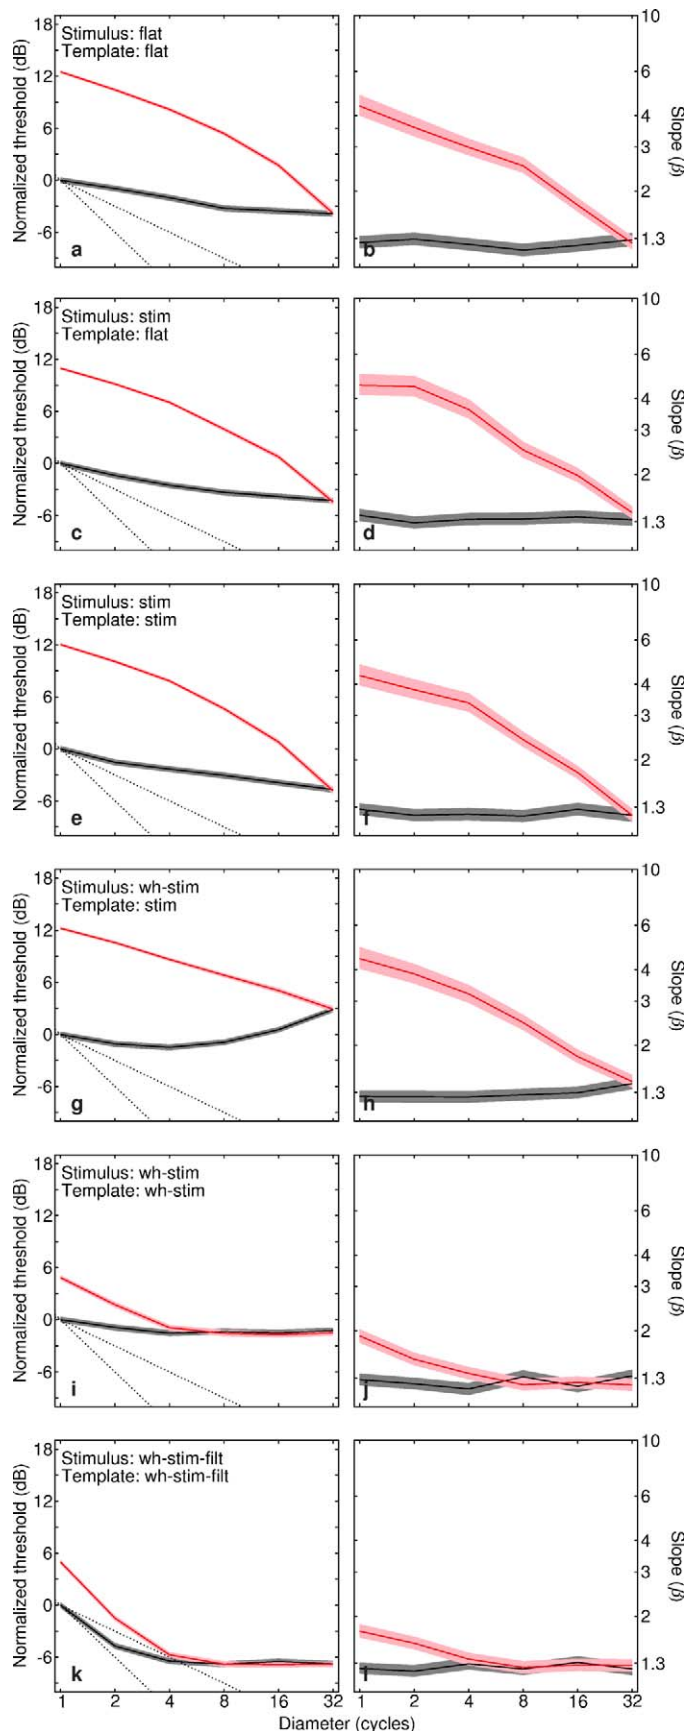 Stimulus: flat
Template: flat
Normalized threshold (dB)
18
12
6
0
-6
a
10
6
4
3
2
1.3
Slope (β)
b
Stimulus: stim
Template: flat
Normalized threshold (dB)
18
12
6
0
-6
c
10
6
4
3
2
1.3
Slope (β)
d
Stimulus: stim
Template: stim
Normalized threshold (dB)
18
12
6
0
-6
e
10
6
4
3
2
1.3
Slope (β)
f
Stimulus: wh-stim
Template: stim
Normalized threshold (dB)
18
12
6
0
-6
g
10
6
4
3
2
1.3
Slope (β)
h
Stimulus: wh-stim
Template: wh-stim
Normalized threshold (dB)
18
12
6
0
-6
i
10
6
4
3
2
1.3
Slope (β)
j
Stimulus: wh-stim-filt
Template: wh-stim-filt
Normalized threshold (dB)
18
12
6
0
-6
k
10
6
4
3
2
1.3
Slope (β)
l
1 2 4 8 16 32 1 2 4 8 16 32
Diameter (cycles)